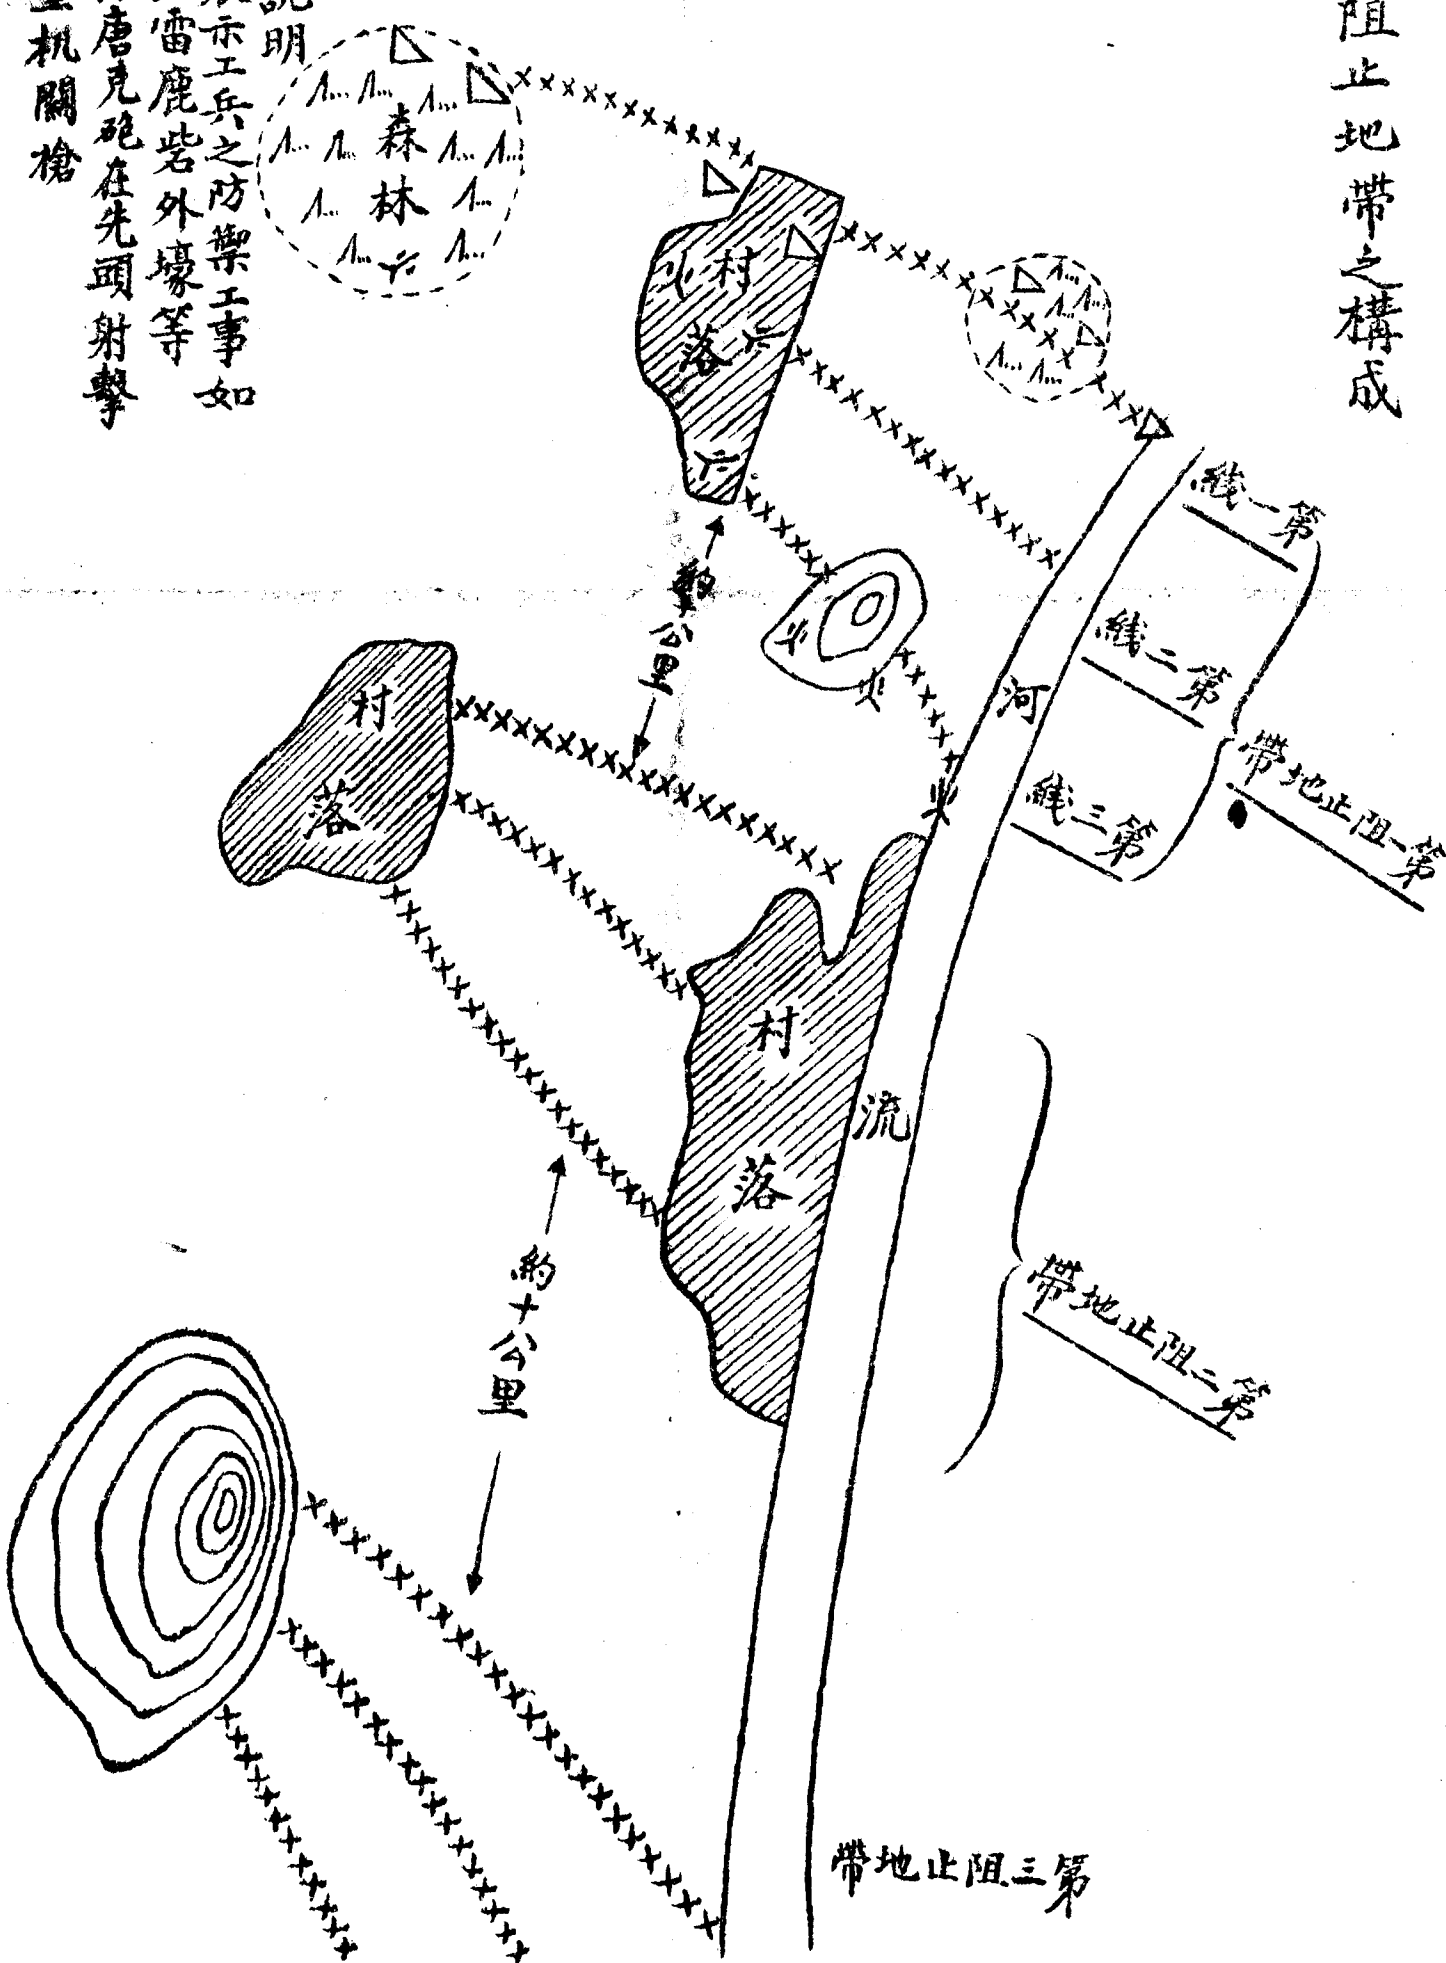 阻止地帶之構成
說明
示工兵之防禦工事如
雷鹿砦外壕等
唐克砲在先頭射擊
机關槍
森林
村落
第一線
第二線
第三線
第一阻止地帶
河流
數公里
村落
村落
第二阻止地帶
約十公里
第三阻止地帶